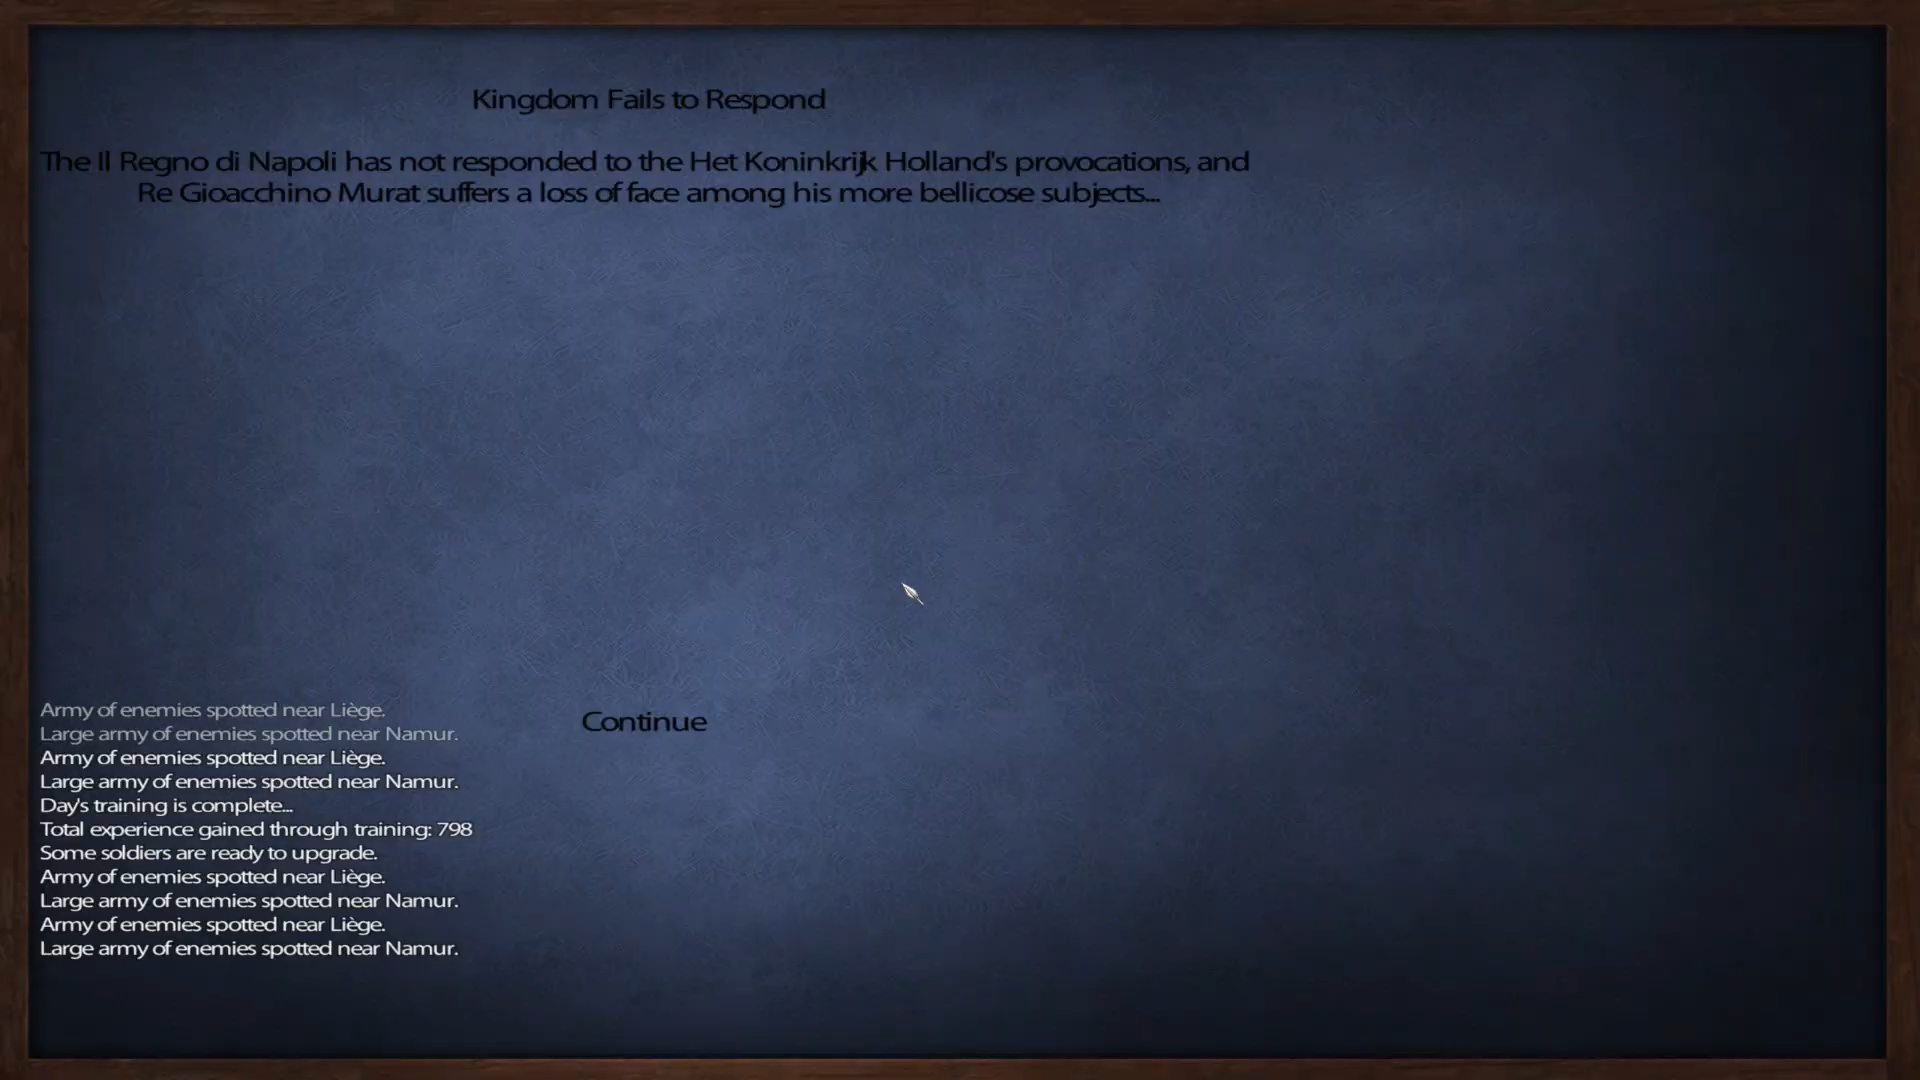 Kingdom Fails to Respond
The Il Regno di Napoli has not responded to the Het Koninkrijk Holland's provocations, and
Re Gioacchino Murat suffers a loss of face among his more bellicose subjects...
Continue
Army of enemies spotted near Liège.
Large army of enemies spotted near Namur.
Army of enemies spotted near Liège.
Large army of enemies spotted near Namur.
Day's training is complete...
Total experience gained through training: 798
Some soldiers are ready to upgrade.
Army of enemies spotted near Liège.
Large army of enemies spotted near Namur.
Army of enemies spotted near Liège.
Large army of enemies spotted near Namur.